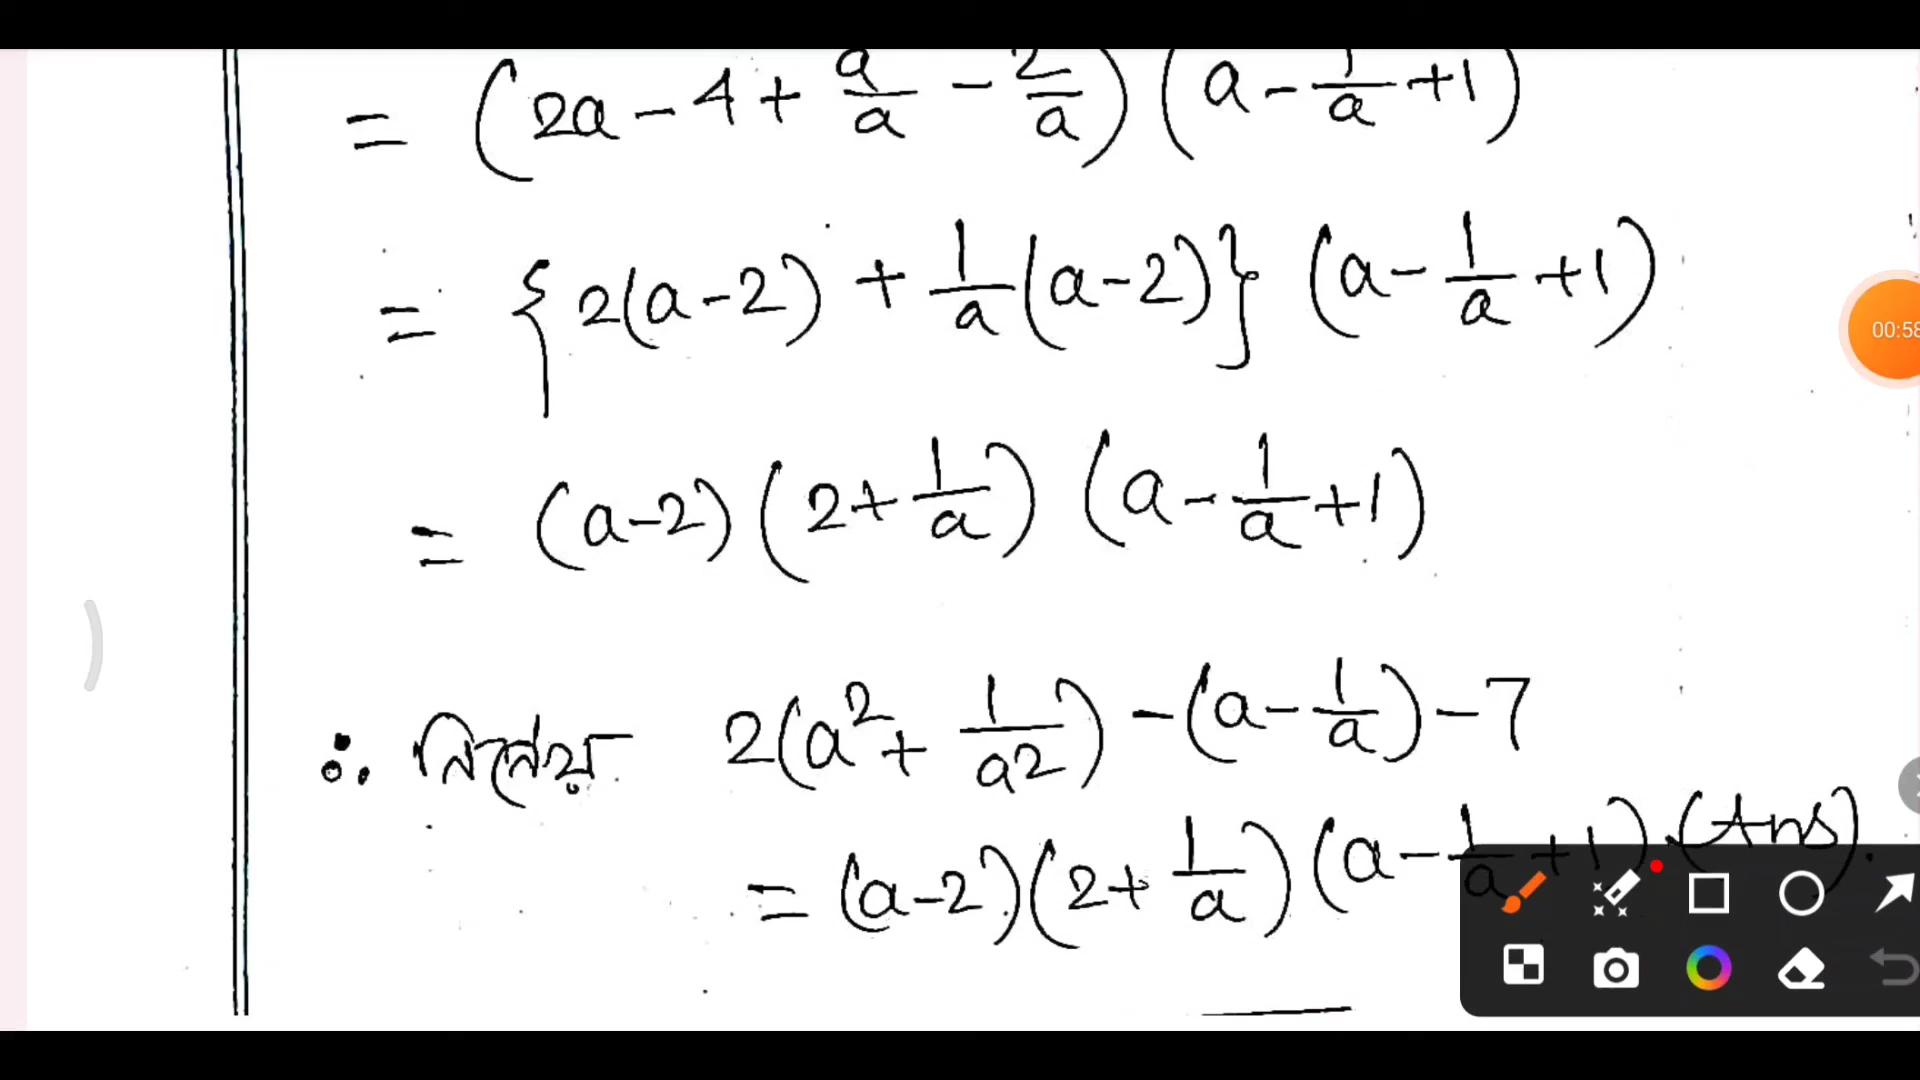 = (2a - 4 + a/a - 2/a) (a - 1/a + 1)
= {2(a-2) + 1/a (a-2)} (a - 1/a + 1)
00:58
= (a-2) (2 + 1/a) (a - 1/a + 1)
∴ নির্ণেয় 2(a² + 1/a²) - (a - 1/a) - 7
= (a-2) (2 + 1/a) (a - 1/a + 1). (Ans).